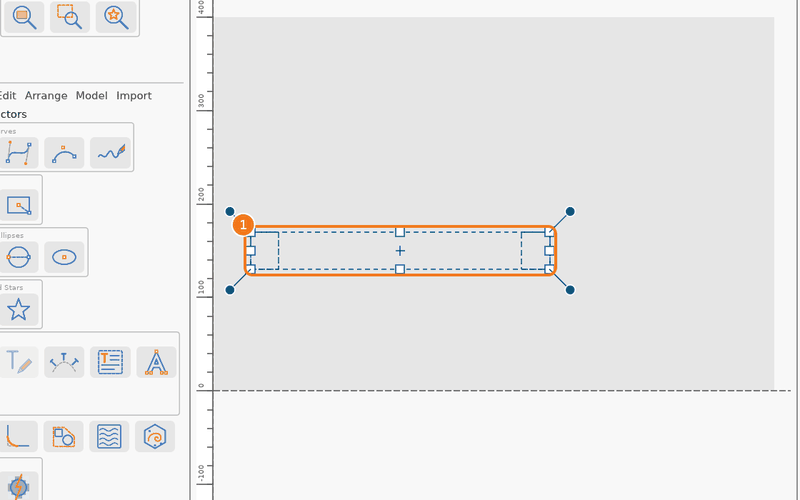 Edit Arrange Model Import
ctors
rves
llipses
d Stars
400
300
200
100
0
-100
1